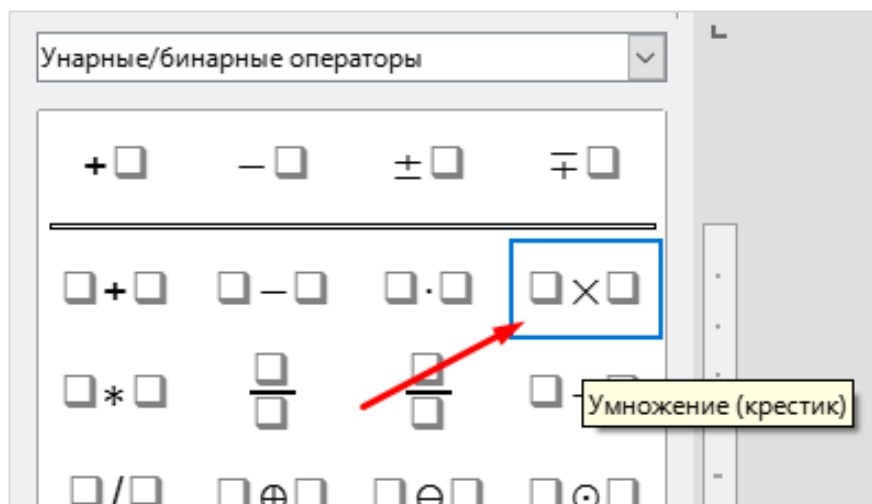 Унарные/бинарные операторы
+□ −□ ±□ ∓□
□+□ □−□ □·□ □×□
□∗□ □/□ □/□
Умножение (крестик)
□/□ □⊕□ □⊖□ □⊙□